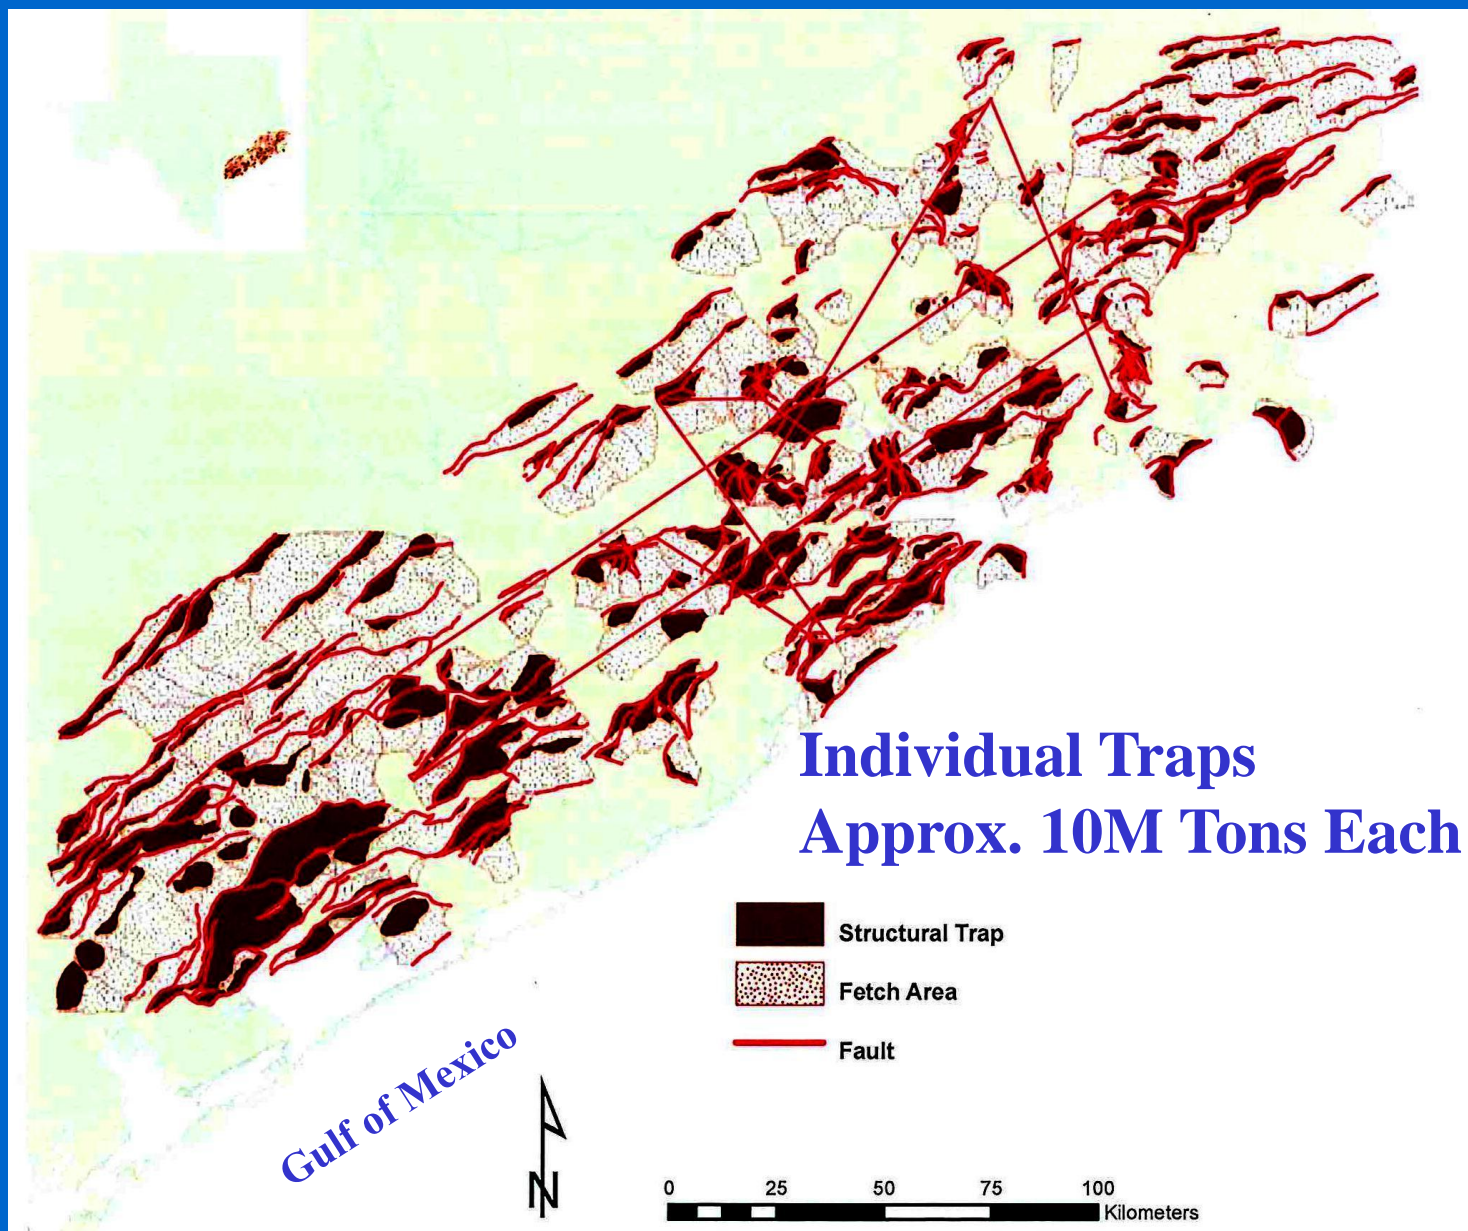 Individual Traps
Approx. 10M Tons Each
Structural Trap
Fetch Area
Fault
Gulf of Mexico
N
0 25 50 75 100
Kilometers